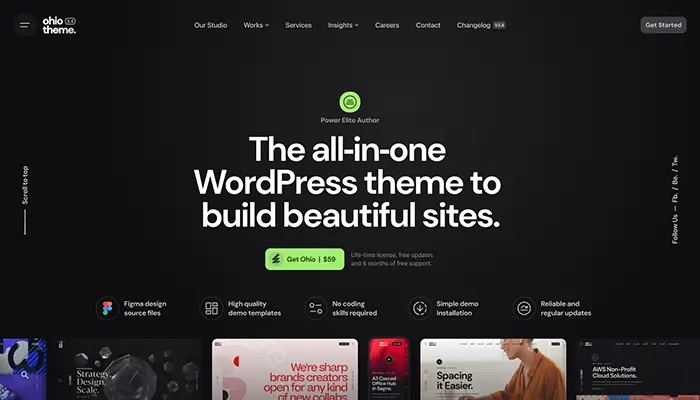 ohio 3.4
theme.
Our Studio Works Services Insights Careers Contact Changelog V3.4
Get Started
Power Elite Author
The all-in-one
WordPress theme to
build beautiful sites.
Scroll to top
Follow Us — Fb. / Be. / Tw.
Get Ohio | $59
Life-time license, free updates
and 6 months of free support.
Figma design
source files
High quality
demo templates
No coding
skills required
Simple demo
installation
Reliable and
regular updates
Strategy.
Design.
Scale.
We're sharp
brands creators
open for any kind
of new collabs
A3 Cascad
Office Hub
in Sagne.
Spacing
it Easier.
AWS Non-Profit
Cloud Solutions.